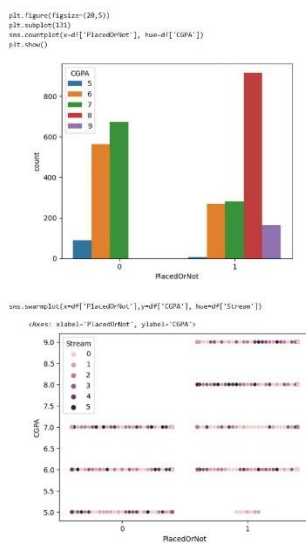 plt.figure(figsize=(20,5))
plt.subplot(131)
sns.countplot(x=df['PlacedOrNot'], hue=df['CGPA'])
plt.show()
CGPA
5
6
7
8
9
800
600
400
200
0
count
0
1
PlacedOrNot
sns.swarmplot(x=df['PlacedOrNot'],y=df['CGPA'], hue=df['Stream'])
<Axes: xlabel='PlacedOrNot', ylabel='CGPA'>
Stream
0
1
2
3
4
5
9.0
8.5
8.0
7.5
7.0
6.5
6.0
5.5
5.0
CGPA
0
1
PlacedOrNot